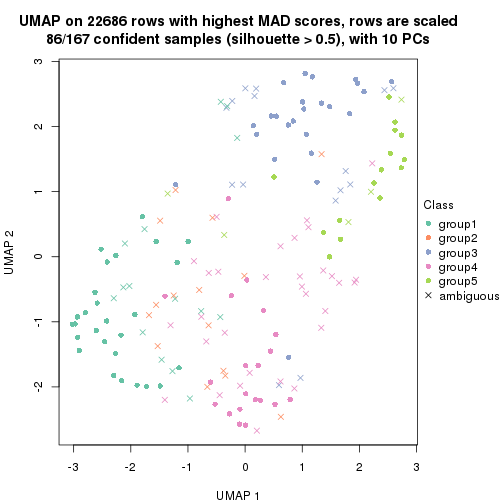 UMAP on 22686 rows with highest MAD scores, rows are scaled
86/167 confident samples (silhouette > 0.5), with 10 PCs
3
2
1
0
-1
-2
UMAP 2
-3 -2 -1 0 1 2 3
UMAP 1
Class
group1
group2
group3
group4
group5
ambiguous